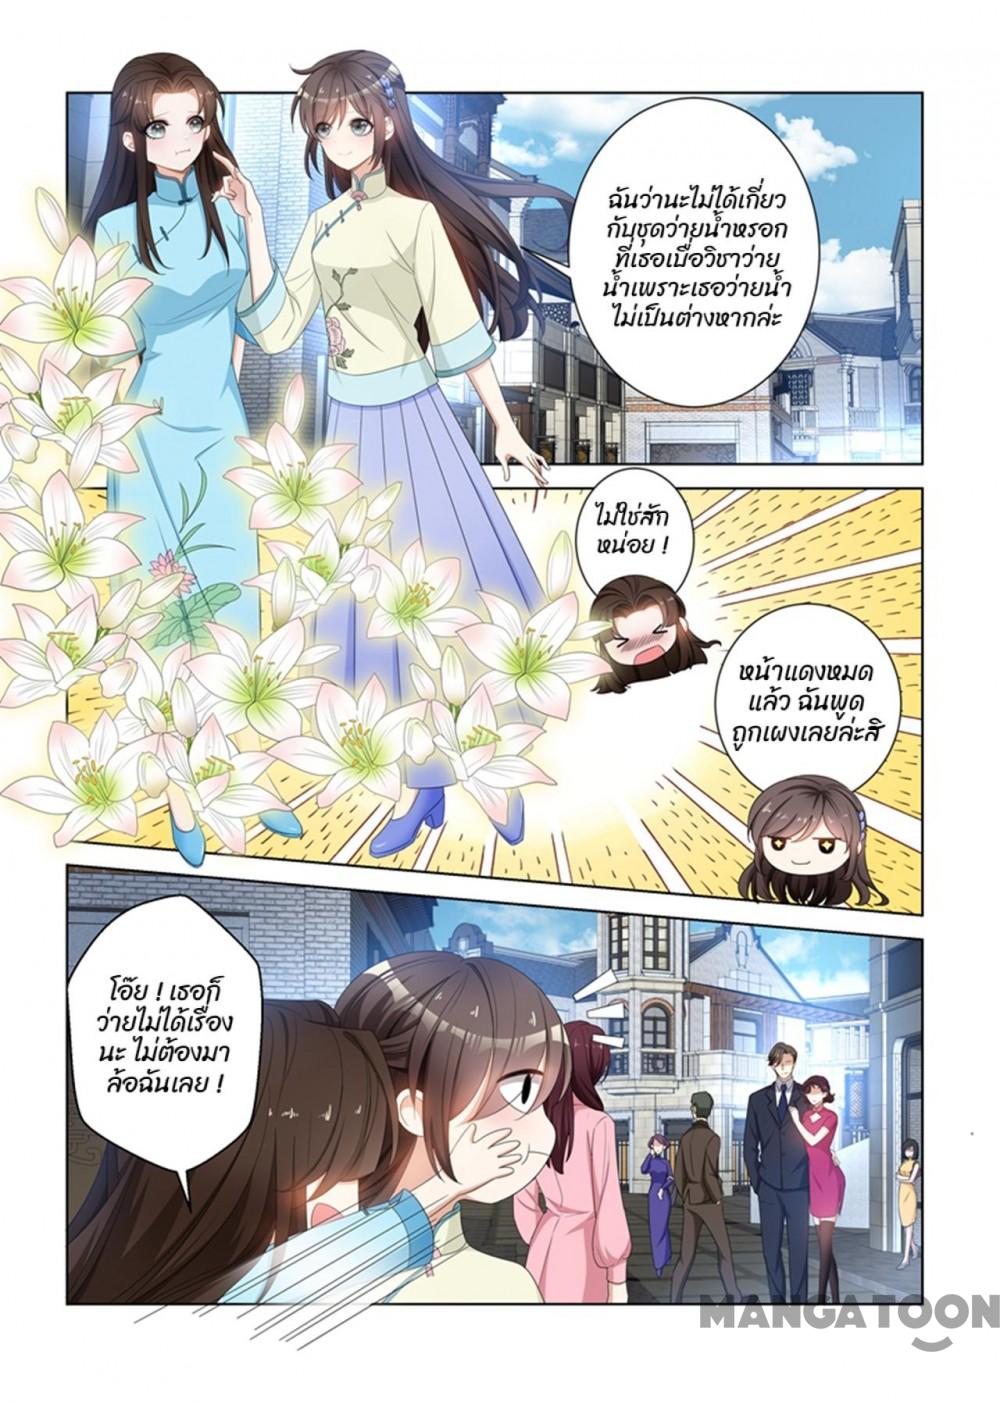 ฉันว่านะไม่ได้เกี่ยว
กับชุดว่ายน้ำหรอก
ที่เธอเบื่อวิชาว่าย
น้ำเพราะเธอว่ายน้ำ
ไม่เป็นต่างหากล่ะ
ไม่ใช่สัก
หน่อย !
หน้าแดงหมด
แล้ว ฉันพูด
ถูกเผงเลยล่ะสิ
โอ๊ย ! เธอก็
ว่ายไม่ได้เรื่อง
นะ ไม่ต้องมา
ล้อฉันเลย !
MANGATOON